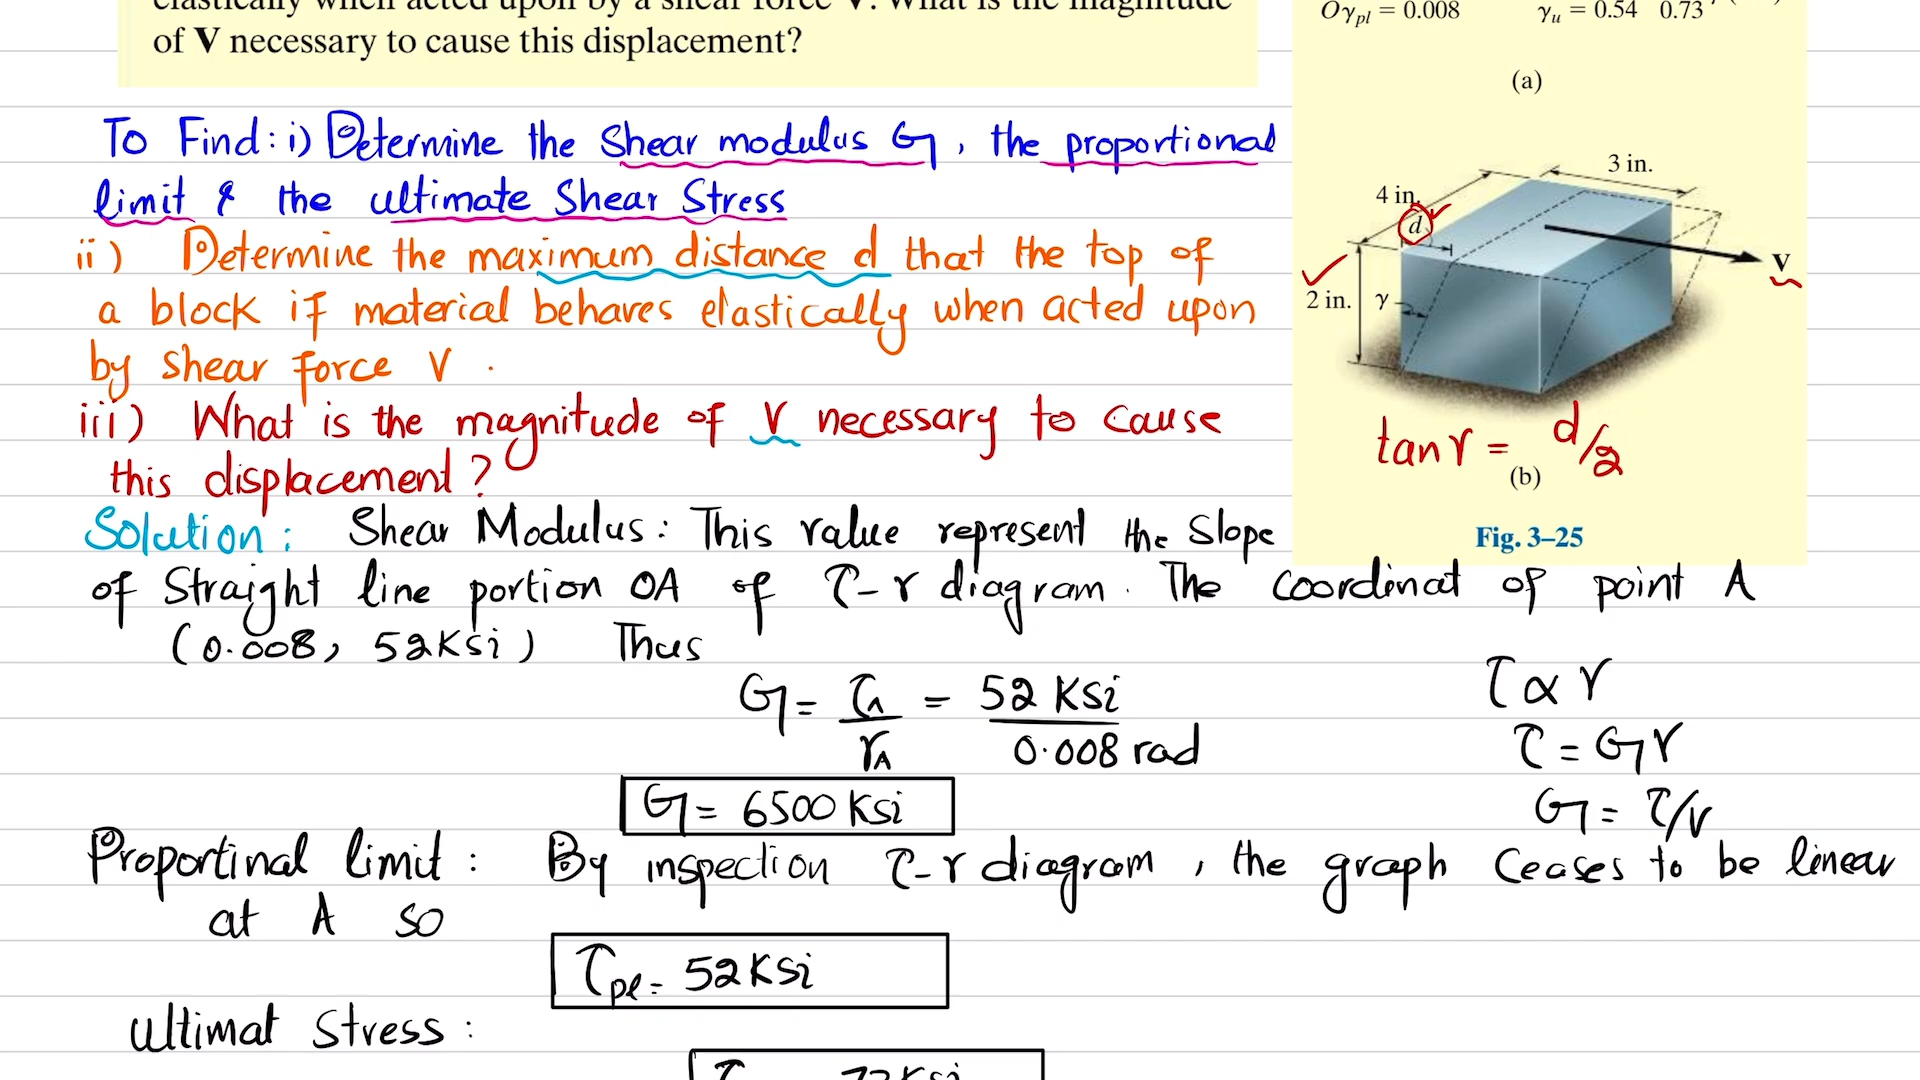 of V necessary to cause this displacement?
Oγpl = 0.008 γu = 0.54 0.73
(a)
To Find: i) Determine the Shear modulus G, the proportional
limit & the ultimate Shear Stress
ii) Determine the maximum distance d that the top of
a block if material behaves elastically when acted upon
by shear force V.
iii) What is the magnitude of V necessary to cause
this displacement?
3 in.
4 in.
d
V
2 in. γ
tanγ = d/2
(b)
Fig. 3–25
Solution: Shear Modulus: This value represent the Slope
of Straight line portion OA of τ-γ diagram. The coordinat of point A
(0.008, 52Ksi) Thus
G = τA/γA = 52 Ksi/0.008 rad
G = 6500 Ksi
τ α γ
τ = Gγ
G = τ/γ
Proportinal limit: By inspection τ-γ diagram, the graph Ceases to be linear
at A so
τpl = 52Ksi
Ultimat Stress: